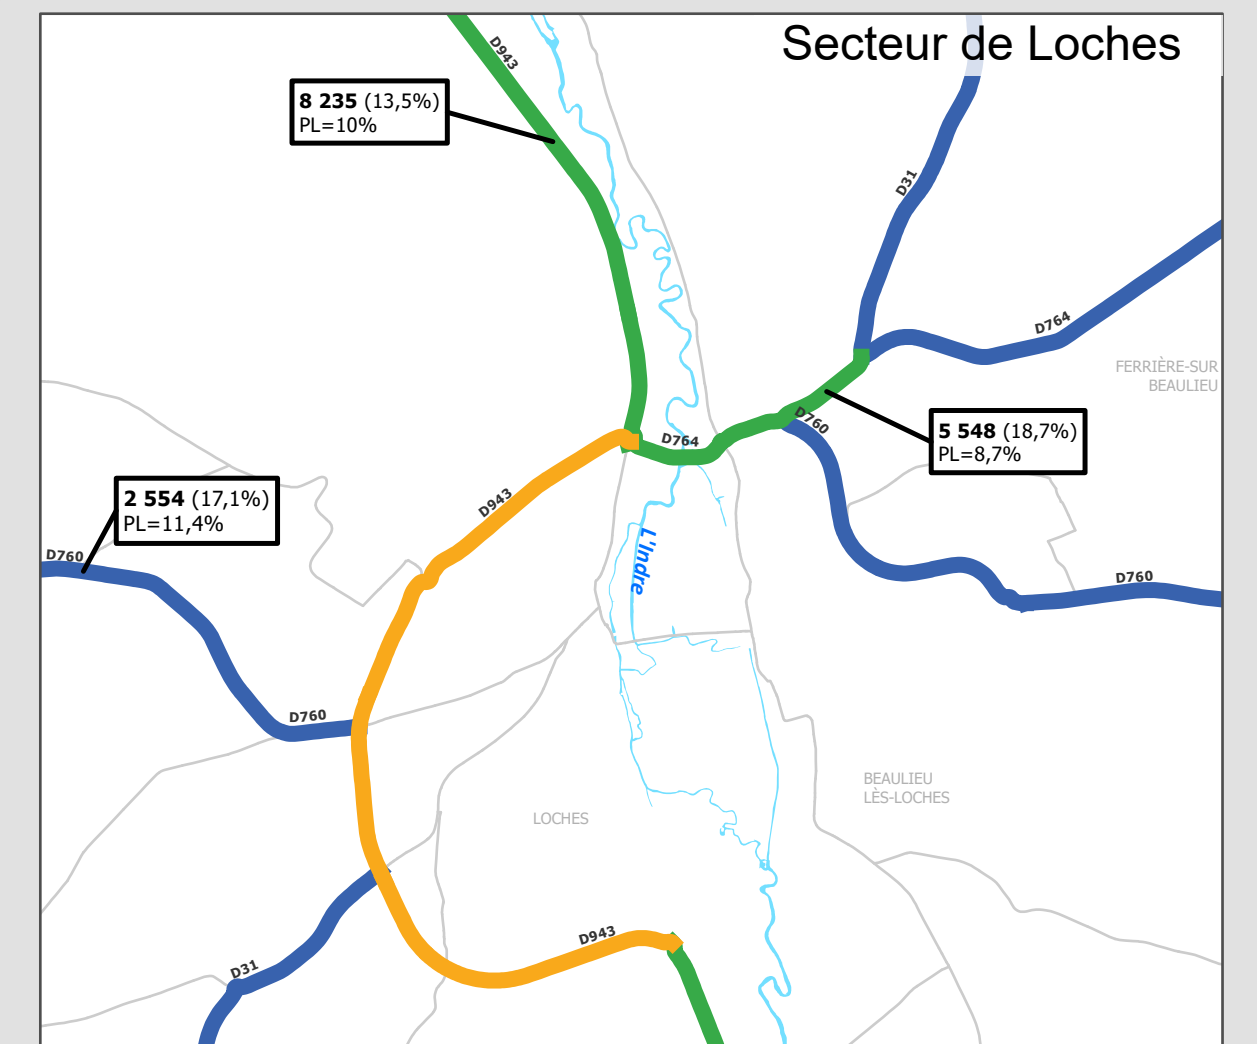 Secteur de Loches
D943
8 235 (13,5%)
PL=10%
D31
D764
FERRIÈRE-SUR
BEAULIEU
D760
5 548 (18,7%)
PL=8,7%
D764
D943
2 554 (17,1%)
PL=11,4%
D760
L'Indre
D760
D760
BEAULIEU
LÈS-LOCHES
LOCHES
D943
D31